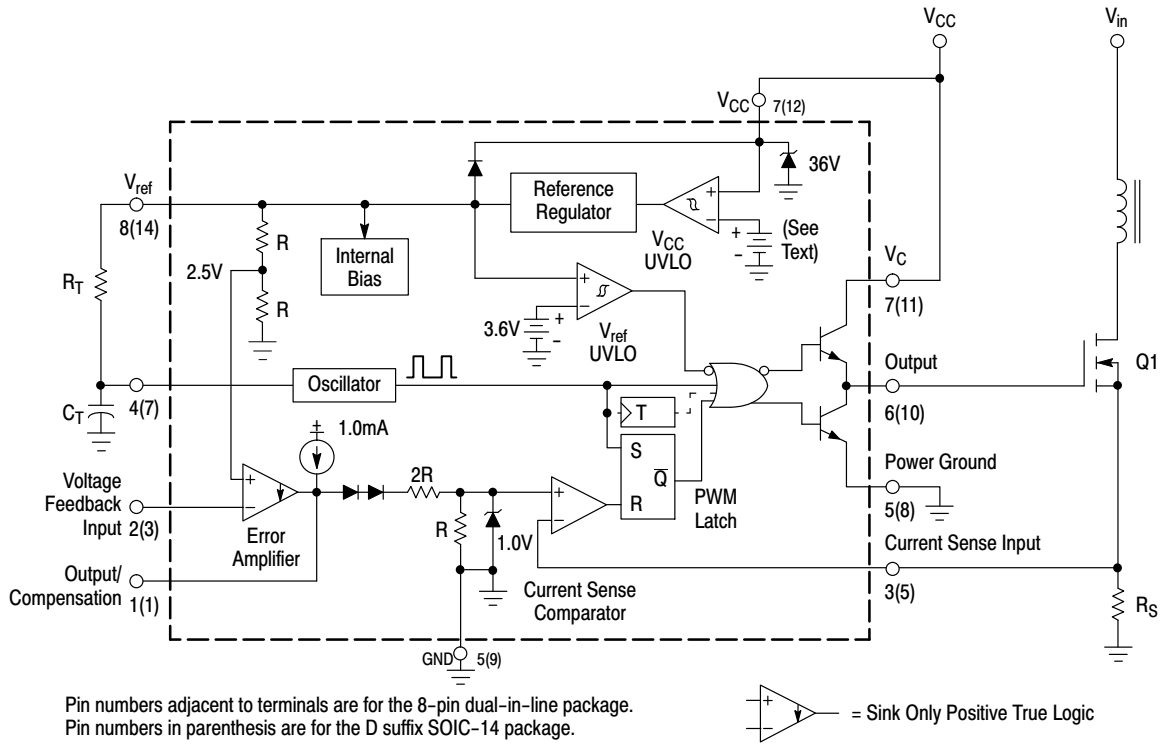 VCC
Vin
VCC 7(12)
36V
Vref
8(14)
Reference
Regulator
+
-
+
-
(See
Text)
VCC
UVLO
R
Internal
Bias
2.5V
R
RT
+
-
3.6V
+
-
Vref
UVLO
VC
7(11)
Q1
Output
6(10)
Oscillator
4(7)
CT
T
1.0mA
S
Q
R
PWM
Latch
Voltage
Feedback
Input 2(3)
+
-
Error
Amplifier
2R
R
1.0V
+
-
Current Sense
Comparator
Power Ground
5(8)
Current Sense Input
3(5)
RS
Output/
Compensation 1(1)
GND 5(9)
Pin numbers adjacent to terminals are for the 8-pin dual-in-line package.
Pin numbers in parenthesis are for the D suffix SOIC-14 package.
+
-
= Sink Only Positive True Logic